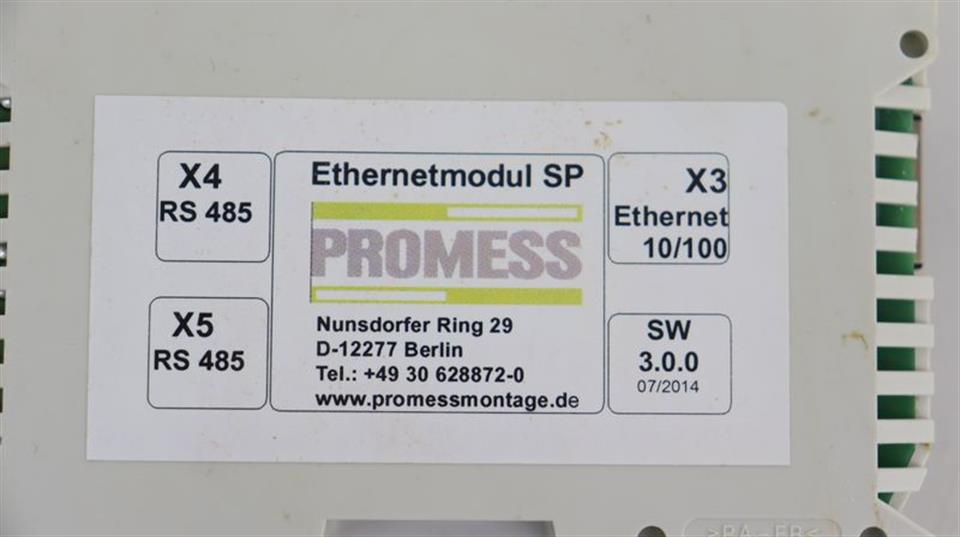 X4
RS 485
X5
RS 485
Ethernetmodul SP
PROMESS
Nunsdorfer Ring 29
D-12277 Berlin
Tel.: +49 30 628872-0
www.promessmontage.de
X3
Ethernet
10/100
SW
3.0.0
07/2014